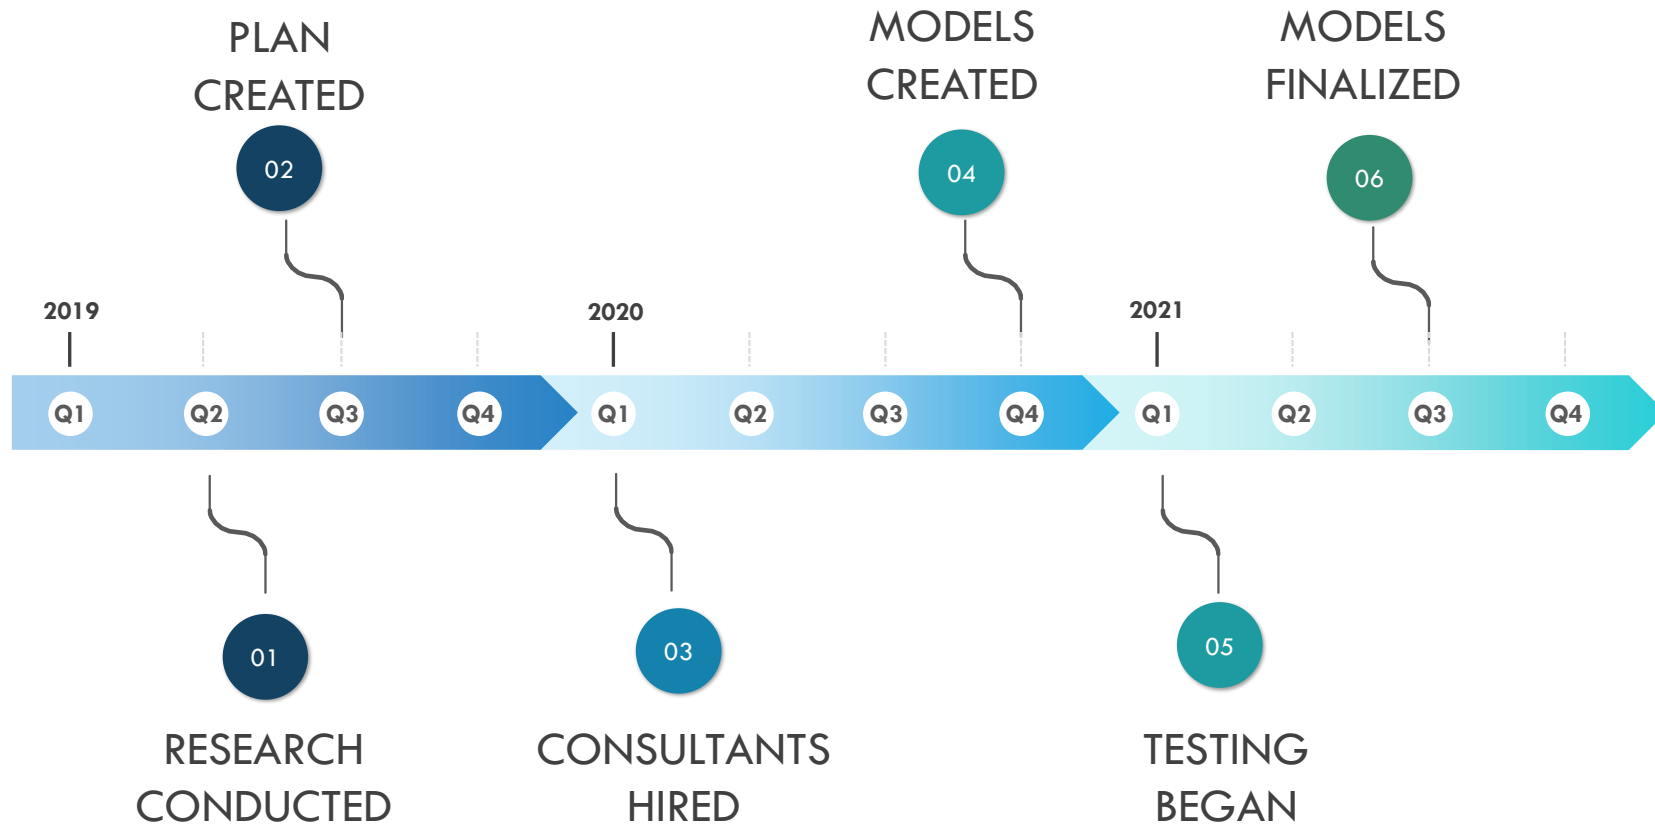 PLAN
CREATED
02
MODELS
CREATED
04
MODELS
FINALIZED
06
2019
2020
2021
Q1 Q2 Q3 Q4 Q1 Q2 Q3 Q4 Q1 Q2 Q3 Q4
01
RESEARCH
CONDUCTED
03
CONSULTANTS
HIRED
05
TESTING
BEGAN